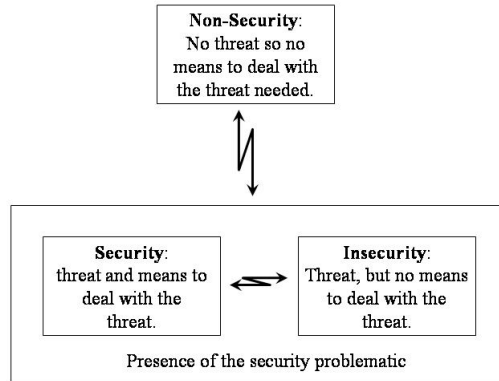 Non-Security:
No threat so no
means to deal with
the threat needed.
Security:
threat and means to
deal with the
threat.
Insecurity:
Threat, but no means
to deal with the
threat.
Presence of the security problematic